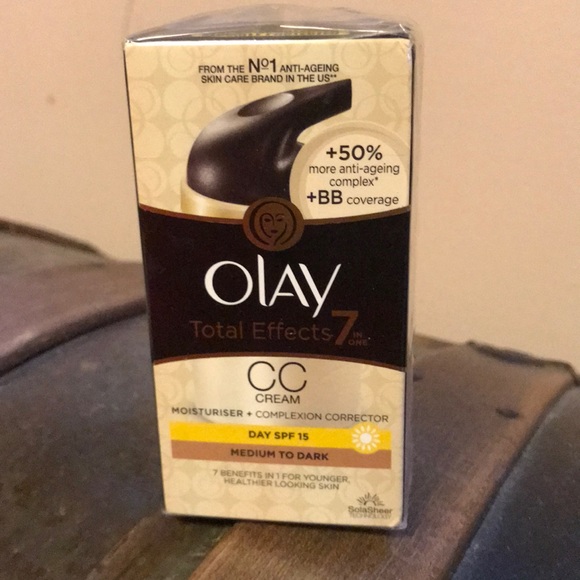 FROM THE Nº1 ANTI-AGEING
SKIN CARE BRAND IN THE US**
+50%
more anti-ageing
complex*
+BB coverage
OLAY
Total Effects 7 IN ONE
CC
CREAM
MOISTURISER + COMPLEXION CORRECTOR
DAY SPF 15
MEDIUM TO DARK
7 BENEFITS IN 1 FOR YOUNGER,
HEALTHIER LOOKING SKIN
SolaSheer
TECHNOLOGY